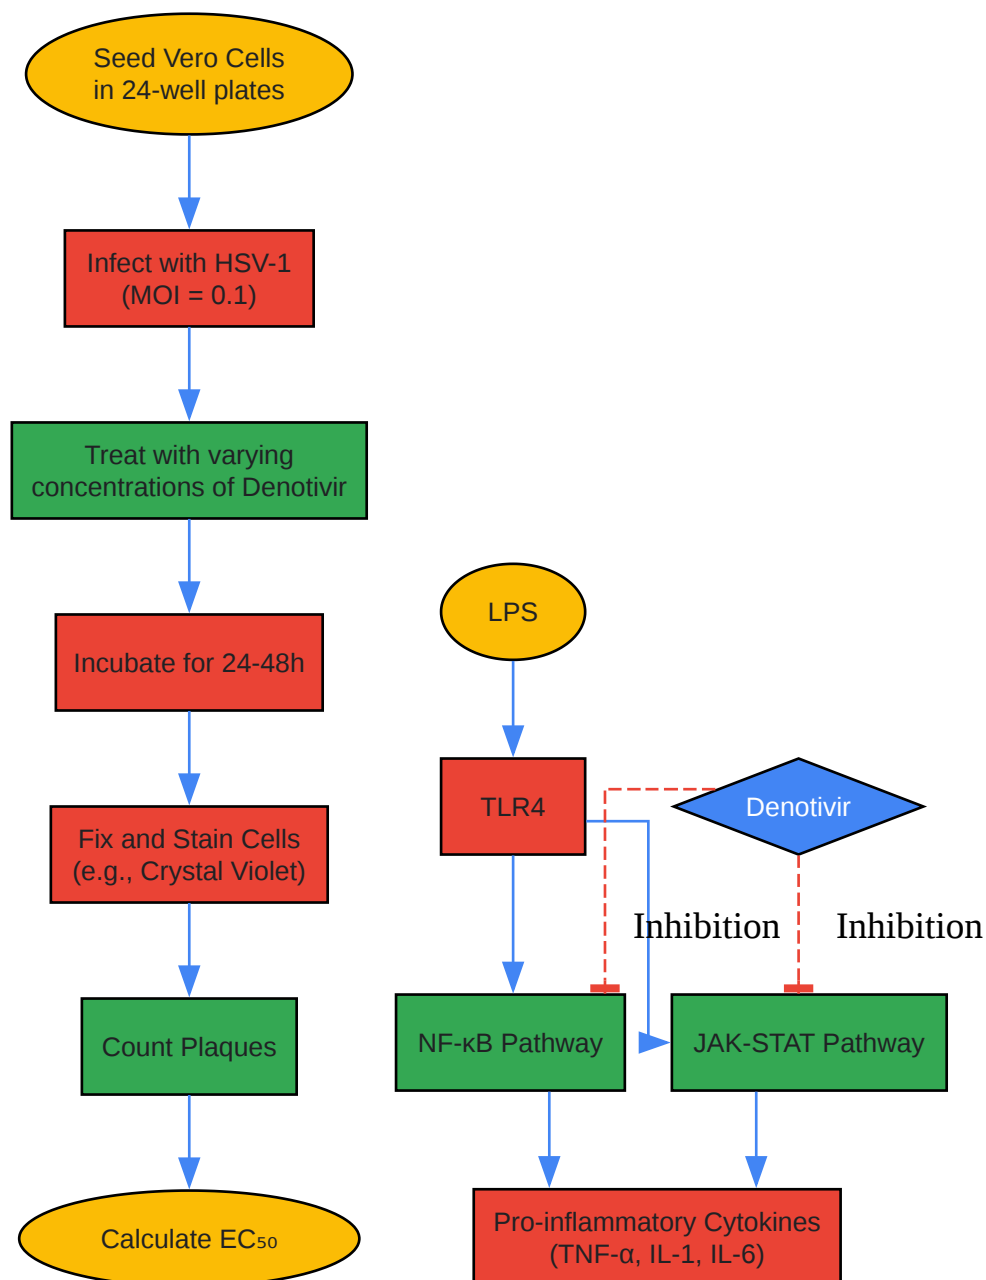 Seed Vero Cells
in 24-well plates
Infect with HSV-1
(MOI = 0.1)
Treat with varying
concentrations of Denotivir
Incubate for 24-48h
Fix and Stain Cells
(e.g., Crystal Violet)
Count Plaques
Calculate EC₅₀
LPS
TLR4
Denotivir
Inhibition
Inhibition
NF-κB Pathway
JAK-STAT Pathway
Pro-inflammatory Cytokines
(TNF-α, IL-1, IL-6)